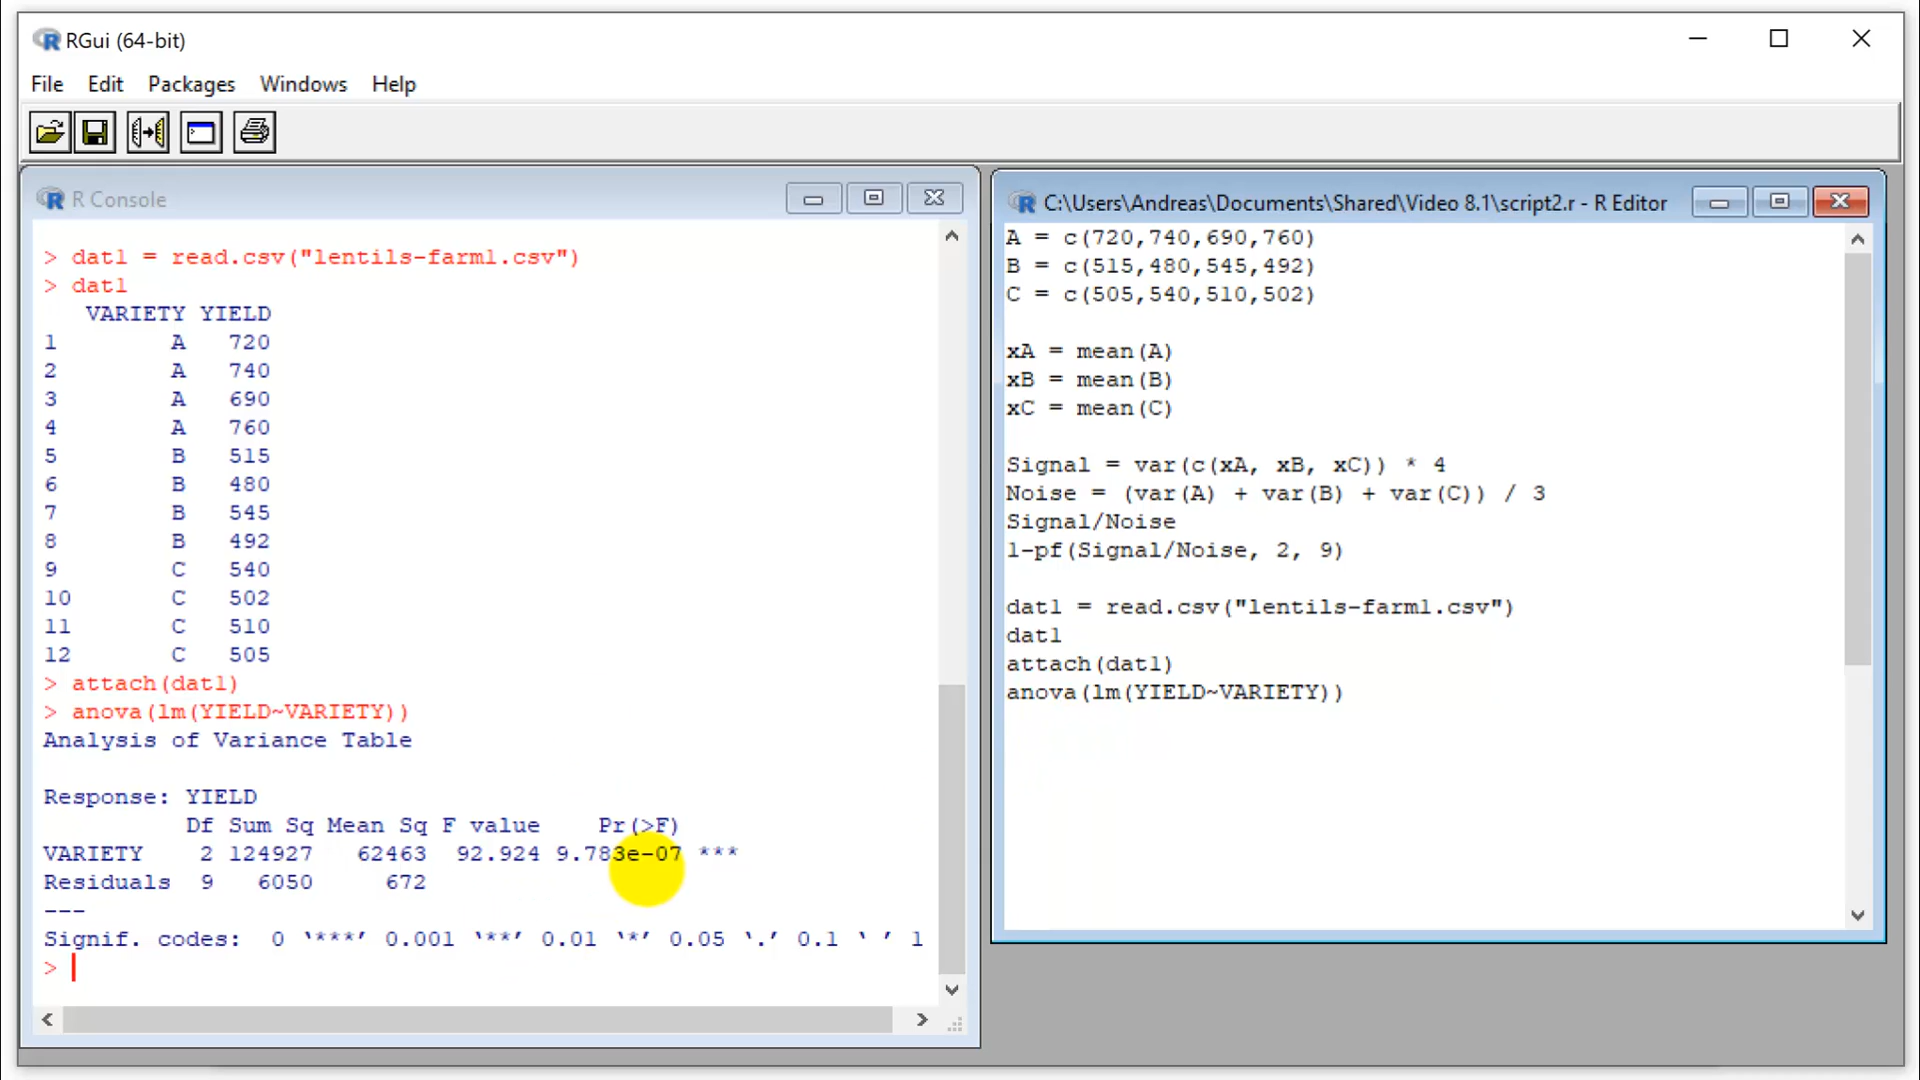 RGui (64-bit)
File Edit Packages Windows Help
R Console
> dat1 = read.csv("lentils-farm1.csv")
> dat1
VARIETY YIELD
1 A 720
2 A 740
3 A 690
4 A 760
5 B 515
6 B 480
7 B 545
8 B 492
9 C 540
10 C 502
11 C 510
12 C 505
> attach(dat1)
> anova(lm(YIELD~VARIETY))
Analysis of Variance Table
Response: YIELD
Df Sum Sq Mean Sq F value Pr(>F)
VARIETY 2 124927 62463 92.924 9.783e-07 ***
Residuals 9 6050 672
---
Signif. codes: 0 ‘***’ 0.001 ‘**’ 0.01 ‘*’ 0.05 ‘.’ 0.1 ‘ ’ 1
>
C:\Users\Andreas\Documents\Shared\Video 8.1\script2.r - R Editor
A = c(720,740,690,760)
B = c(515,480,545,492)
C = c(505,540,510,502)
xA = mean(A)
xB = mean(B)
xC = mean(C)
Signal = var(c(xA, xB, xC)) * 4
Noise = (var(A) + var(B) + var(C)) / 3
Signal/Noise
1-pf(Signal/Noise, 2, 9)
dat1 = read.csv("lentils-farm1.csv")
dat1
attach(dat1)
anova(lm(YIELD~VARIETY))